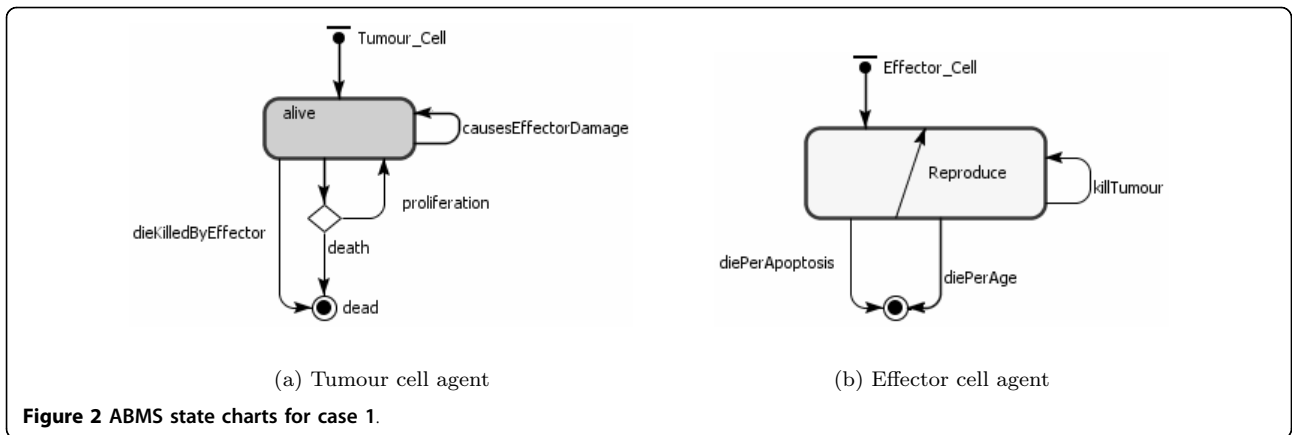 Tumour_Cell
alive
causesEffectorDamage
proliferation
dieKilledByEffector
death
dead
(a) Tumour cell agent
Effector_Cell
Reproduce
killTumour
diePerApoptosis
diePerAge
(b) Effector cell agent
Figure 2 ABMS state charts for case 1.